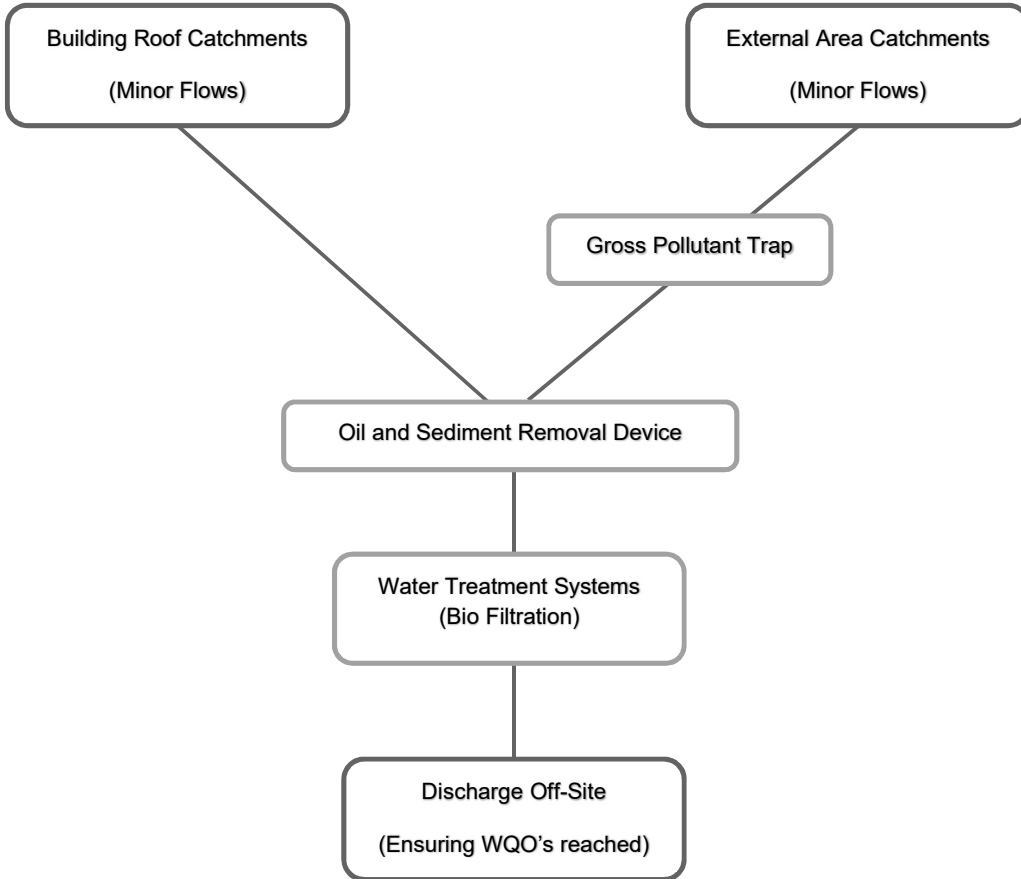 Building Roof Catchments
(Minor Flows)
External Area Catchments
(Minor Flows)
Gross Pollutant Trap
Oil and Sediment Removal Device
Water Treatment Systems
(Bio Filtration)
Discharge Off-Site
(Ensuring WQO’s reached)